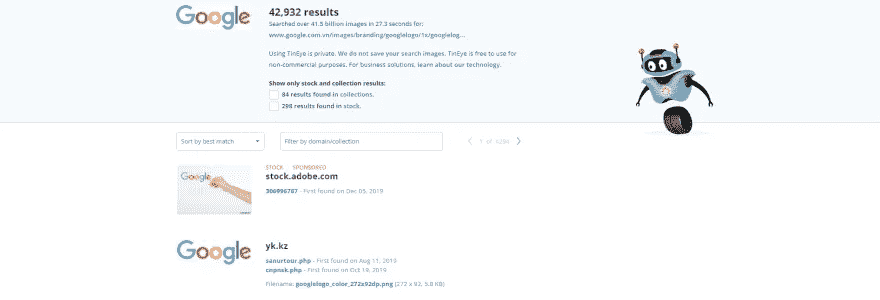 Google
42,932 results
Searched over 41.5 billion images in 27.3 seconds for:
www.google.com.vn/images/branding/googlelogo/1x/googlelog...
Using TinEye is private. We do not save your search images. TinEye is free to use for
non-commercial purposes. For business solutions, learn about our technology.
Show only stock and collection results:
84 results found in collections.
298 results found in stock.
Sort by best match
Filter by domain/collection
1 of
STOCK SPONSORED
Google
stock.adobe.com
306996787 - First found on Dec 05, 2019
Google
yk.kz
sanurtour.php - First found on Aug 11, 2019
cnpnsk.php - First found on Oct 19, 2019
Filename: googlelogo_color_272x92dp.png (272 x 92, 5.8 KB)